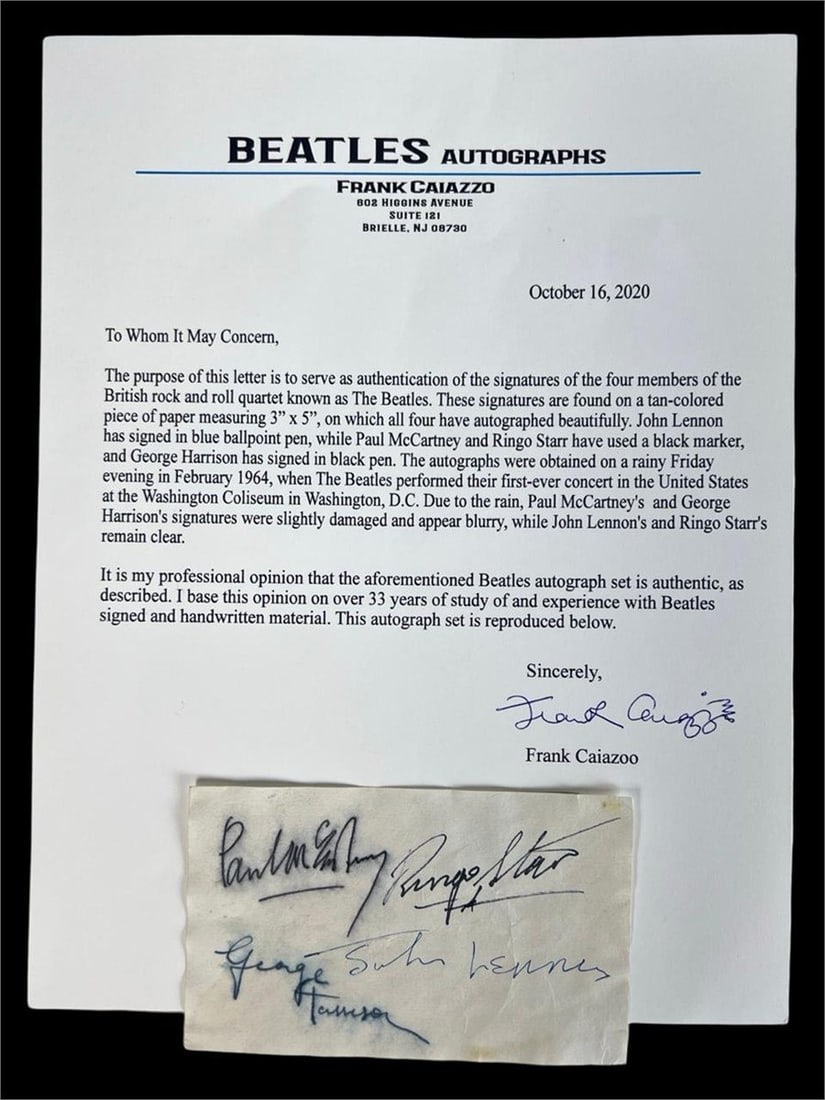 BEATLES AUTOGRAPHS
FRANK CAIAZZO
602 HIGGINS AVENUE
SUITE 121
BRIELLE, NJ 08730
October 16, 2020
To Whom It May Concern,
The purpose of this letter is to serve as authentication of the signatures of the four members of the
British rock and roll quartet known as The Beatles. These signatures are found on a tan-colored
piece of paper measuring 3” x 5”, on which all four have autographed beautifully. John Lennon
has signed in blue ballpoint pen, while Paul McCartney and Ringo Starr have used a black marker,
and George Harrison has signed in black pen. The autographs were obtained on a rainy Friday
evening in February 1964, when The Beatles performed their first-ever concert in the United States
at the Washington Coliseum in Washington, D.C. Due to the rain, Paul McCartney's and George
Harrison's signatures were slightly damaged and appear blurry, while John Lennon's and Ringo Starr's
remain clear.
It is my professional opinion that the aforementioned Beatles autograph set is authentic, as
described. I base this opinion on over 33 years of study of and experience with Beatles
signed and handwritten material. This autograph set is reproduced below.
Sincerely,
Frank Caiazzo
Frank Caiazoo
Paul McCartney
Ringo Starr
George John Lennon
Harrison